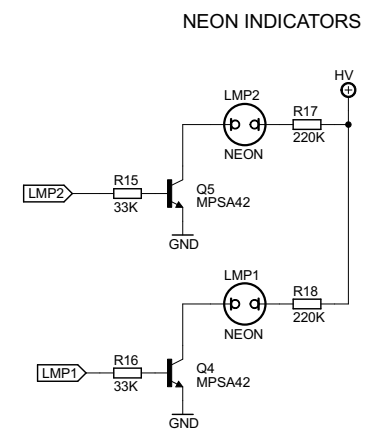 NEON INDICATORS
HV
LMP2
R17
NEON
220K
R15
LMP2
33K
Q5
MPSA42
GND
LMP1
R18
NEON
220K
R16
LMP1
33K
Q4
MPSA42
GND